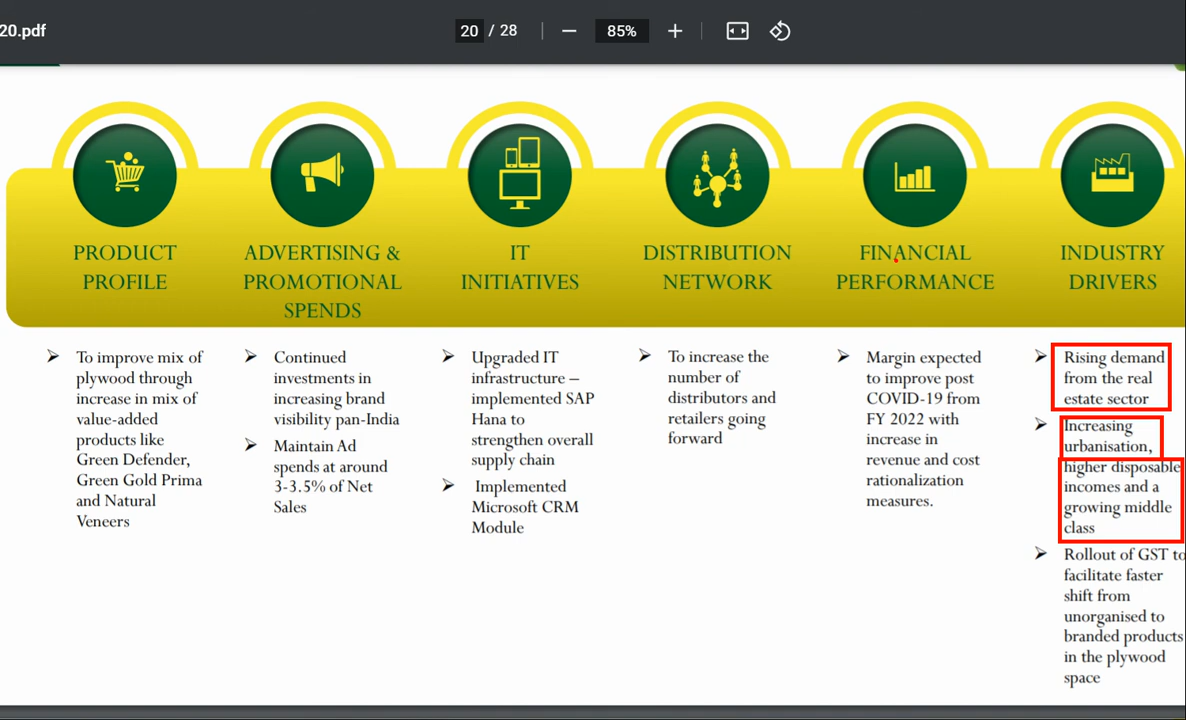 20.pdf
20 / 28
85%
PRODUCT
PROFILE
To improve mix of
plywood through
increase in mix of
value-added
products like
Green Defender,
Green Gold Prima
and Natural
Veneers
ADVERTISING &
PROMOTIONAL
SPENDS
Continued
investments in
increasing brand
visibility pan-India
Maintain Ad
spends at around
3-3.5% of Net
Sales
IT
INITIATIVES
Upgraded IT
infrastructure –
implemented SAP
Hana to
strengthen overall
supply chain
Implemented
Microsoft CRM
Module
DISTRIBUTION
NETWORK
To increase the
number of
distributors and
retailers going
forward
FINANCIAL
PERFORMANCE
Margin expected
to improve post
COVID-19 from
FY 2022 with
increase in
revenue and cost
rationalization
measures.
INDUSTRY
DRIVERS
Rising demand
from the real
estate sector
Increasing
urbanisation,
higher disposable
incomes and a
growing middle
class
Rollout of GST to
facilitate faster
shift from
unorganised to
branded products
in the plywood
space